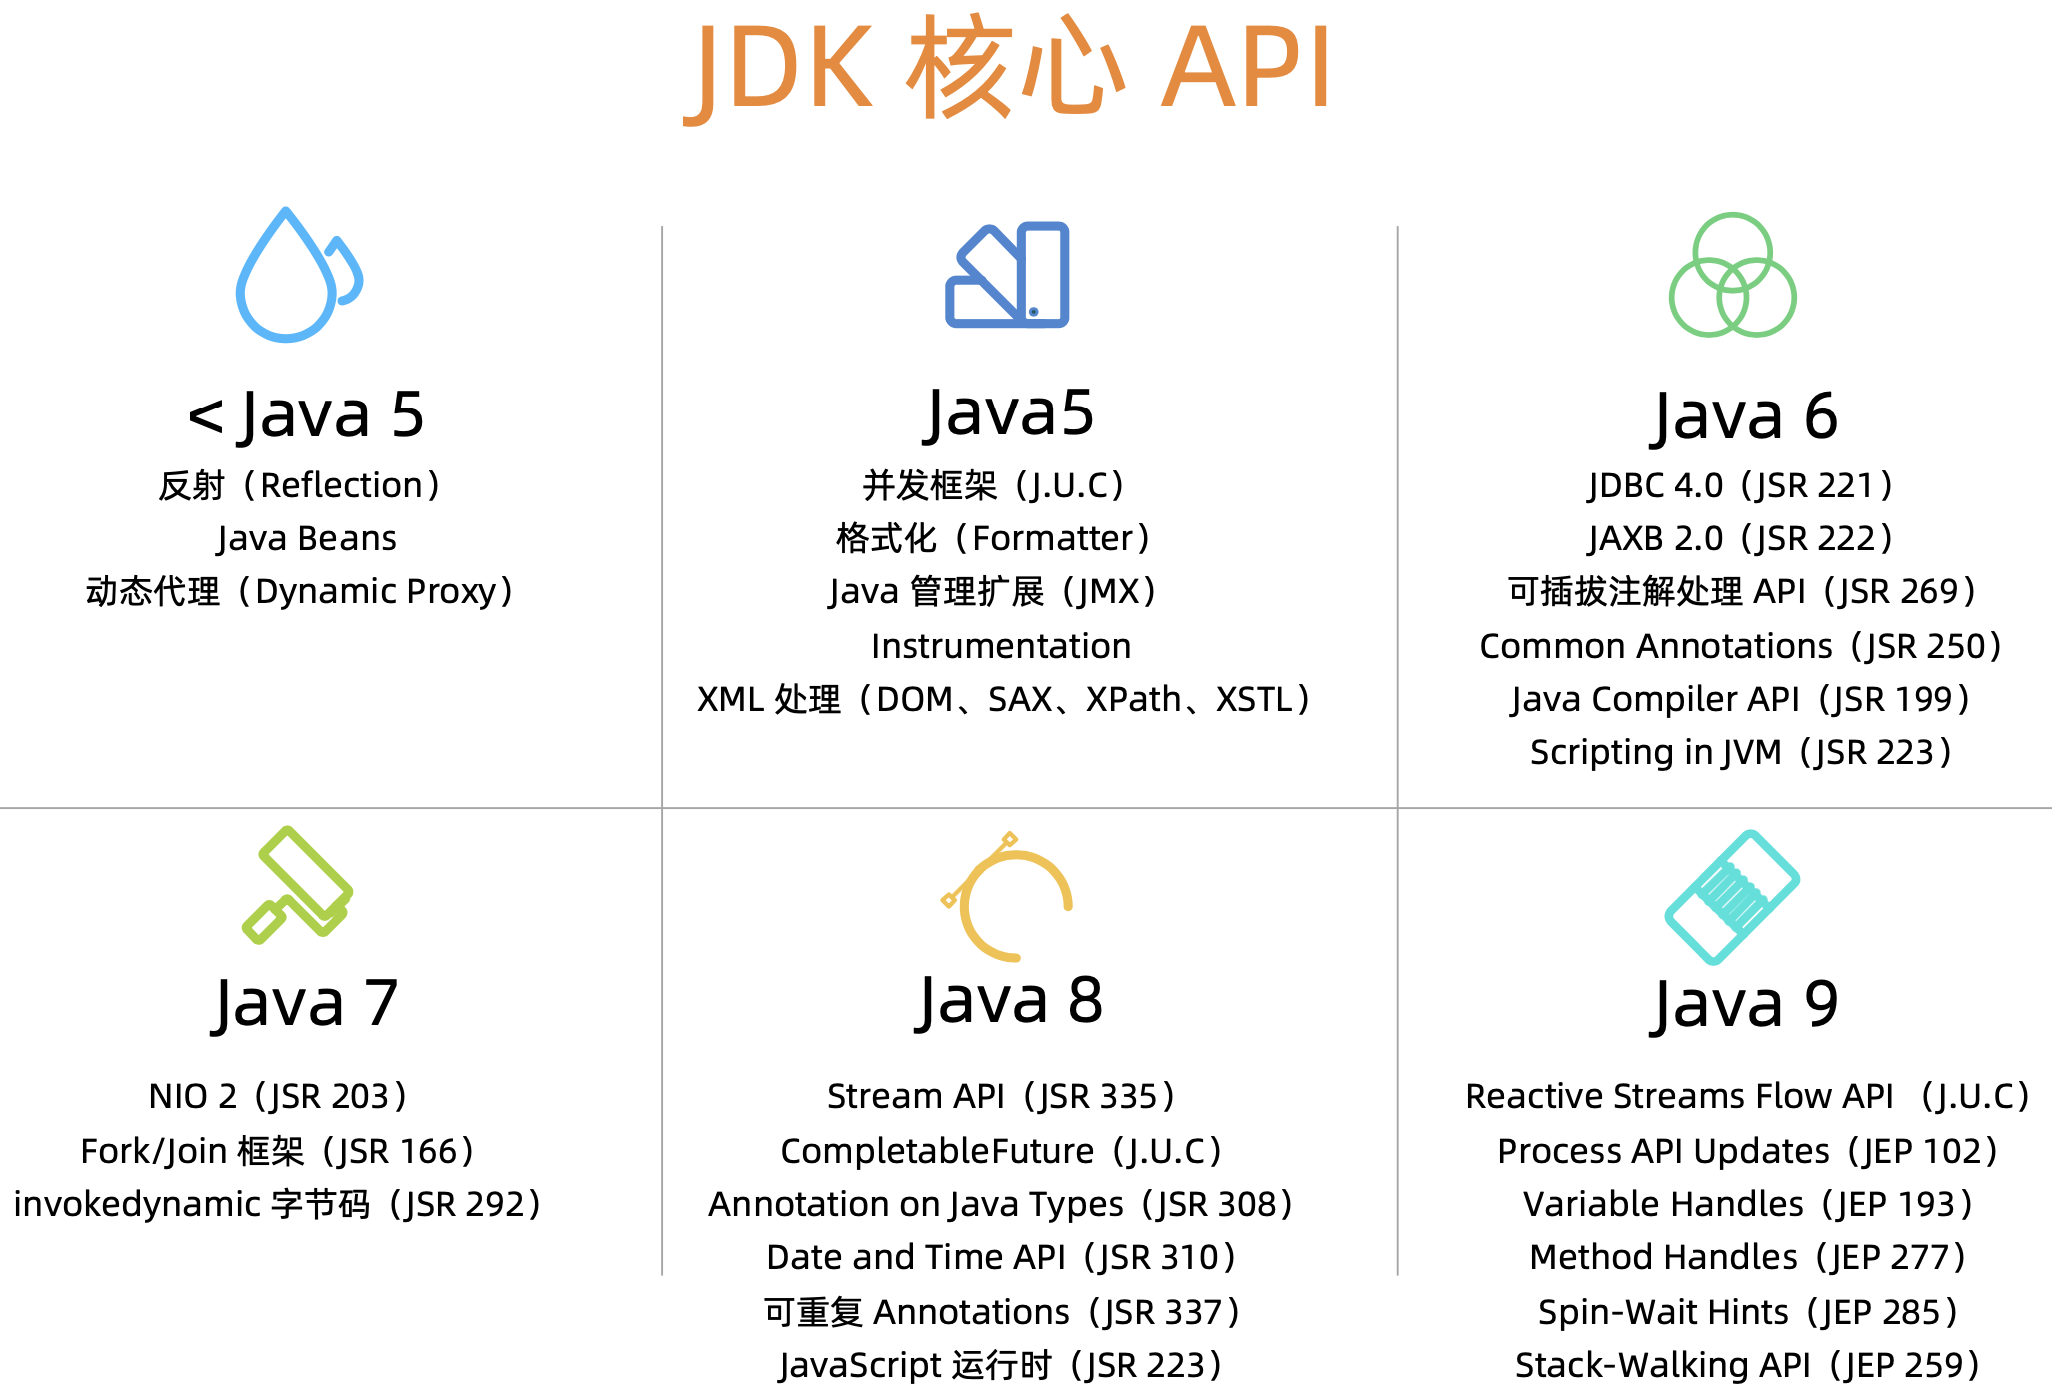 JDK 核心 API
< Java 5
反射（Reflection）
Java Beans
动态代理（Dynamic Proxy）
Java5
并发框架（J.U.C）
格式化（Formatter）
Java 管理扩展（JMX）
Instrumentation
XML 处理（DOM、SAX、XPath、XSTL）
Java 6
JDBC 4.0（JSR 221）
JAXB 2.0（JSR 222）
可插拔注解处理 API（JSR 269）
Common Annotations（JSR 250）
Java Compiler API（JSR 199）
Scripting in JVM（JSR 223）
Java 7
NIO 2（JSR 203）
Fork/Join 框架（JSR 166）
invokedynamic 字节码（JSR 292）
Java 8
Stream API（JSR 335）
CompletableFuture（J.U.C）
Annotation on Java Types（JSR 308）
Date and Time API（JSR 310）
可重复 Annotations（JSR 337）
JavaScript 运行时（JSR 223）
Java 9
Reactive Streams Flow API （J.U.C）
Process API Updates（JEP 102）
Variable Handles（JEP 193）
Method Handles（JEP 277）
Spin-Wait Hints（JEP 285）
Stack-Walking API（JEP 259）